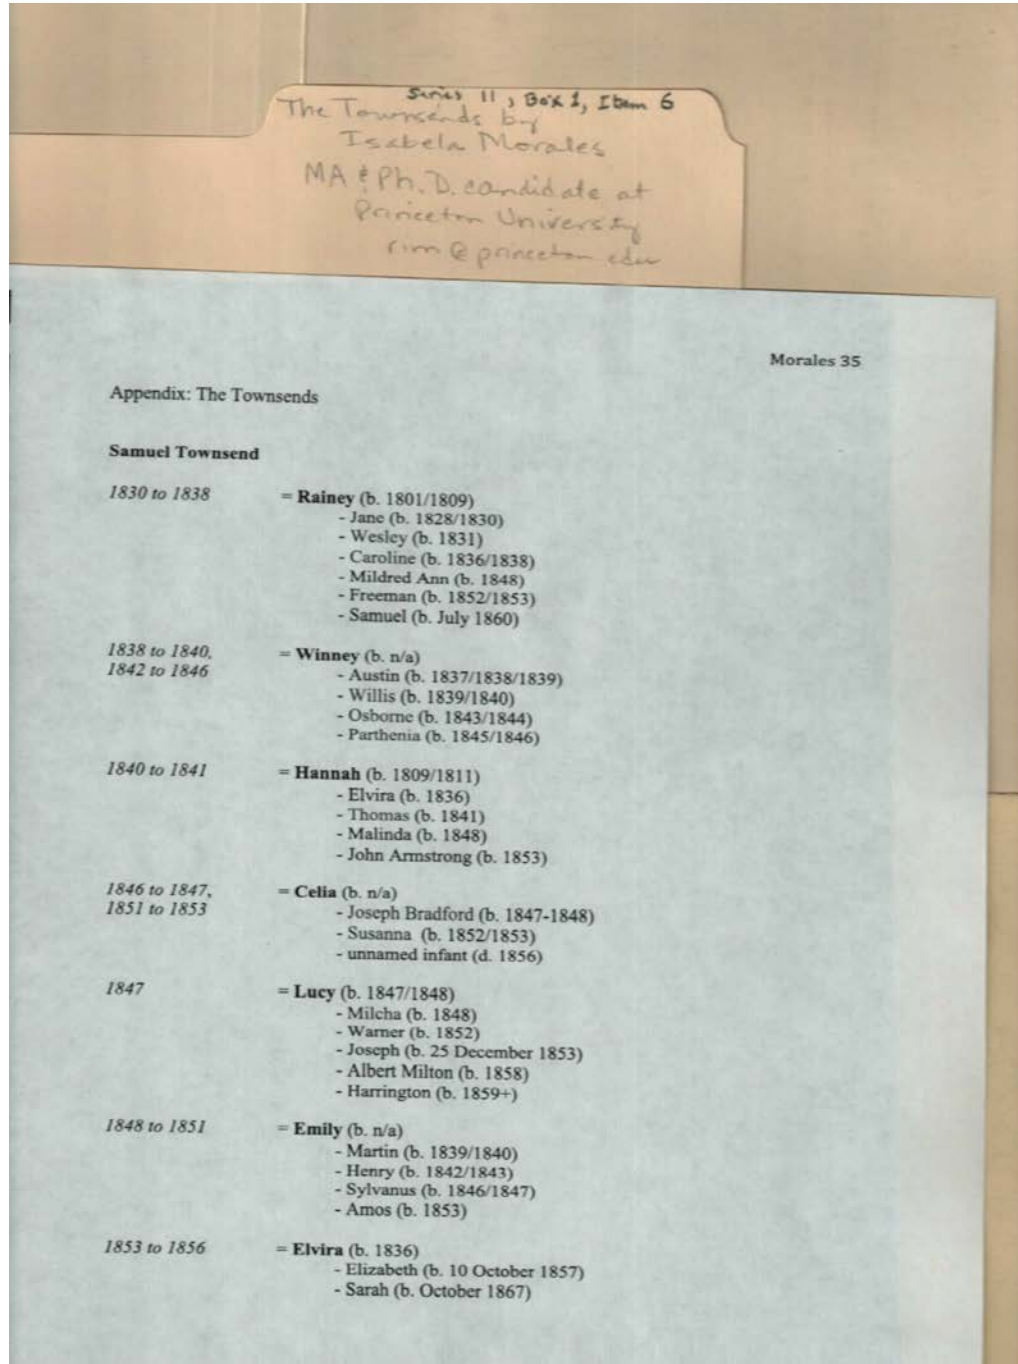 Series 11, Box 1, Item 6
The Townsends by
Isabela Morales
MA & Ph.D. candidate at
Princeton University
rim@princeton.edu
Morales 35
Appendix: The Townsends
Samuel Townsend
1830 to 1838 = Rainey (b. 1801/1809)
- Jane (b. 1828/1830)
- Wesley (b. 1831)
- Caroline (b. 1836/1838)
- Mildred Ann (b. 1848)
- Freeman (b. 1852/1853)
- Samuel (b. July 1860)
1838 to 1840, = Winney (b. n/a)
1842 to 1846 - Austin (b. 1837/1838/1839)
- Willis (b. 1839/1840)
- Osborne (b. 1843/1844)
- Parthenia (b. 1845/1846)
1840 to 1841 = Hannah (b. 1809/1811)
- Elvira (b. 1836)
- Thomas (b. 1841)
- Malinda (b. 1848)
- John Armstrong (b. 1853)
1846 to 1847, = Celia (b. n/a)
1851 to 1853 - Joseph Bradford (b. 1847-1848)
- Susanna (b. 1852/1853)
- unnamed infant (d. 1856)
1847 = Lucy (b. 1847/1848)
- Milcha (b. 1848)
- Warner (b. 1852)
- Joseph (b. 25 December 1853)
- Albert Milton (b. 1858)
- Harrington (b. 1859+)
1848 to 1851 = Emily (b. n/a)
- Martin (b. 1839/1840)
- Henry (b. 1842/1843)
- Sylvanus (b. 1846/1847)
- Amos (b. 1853)
1853 to 1856 = Elvira (b. 1836)
- Elizabeth (b. 10 October 1857)
- Sarah (b. October 1867)